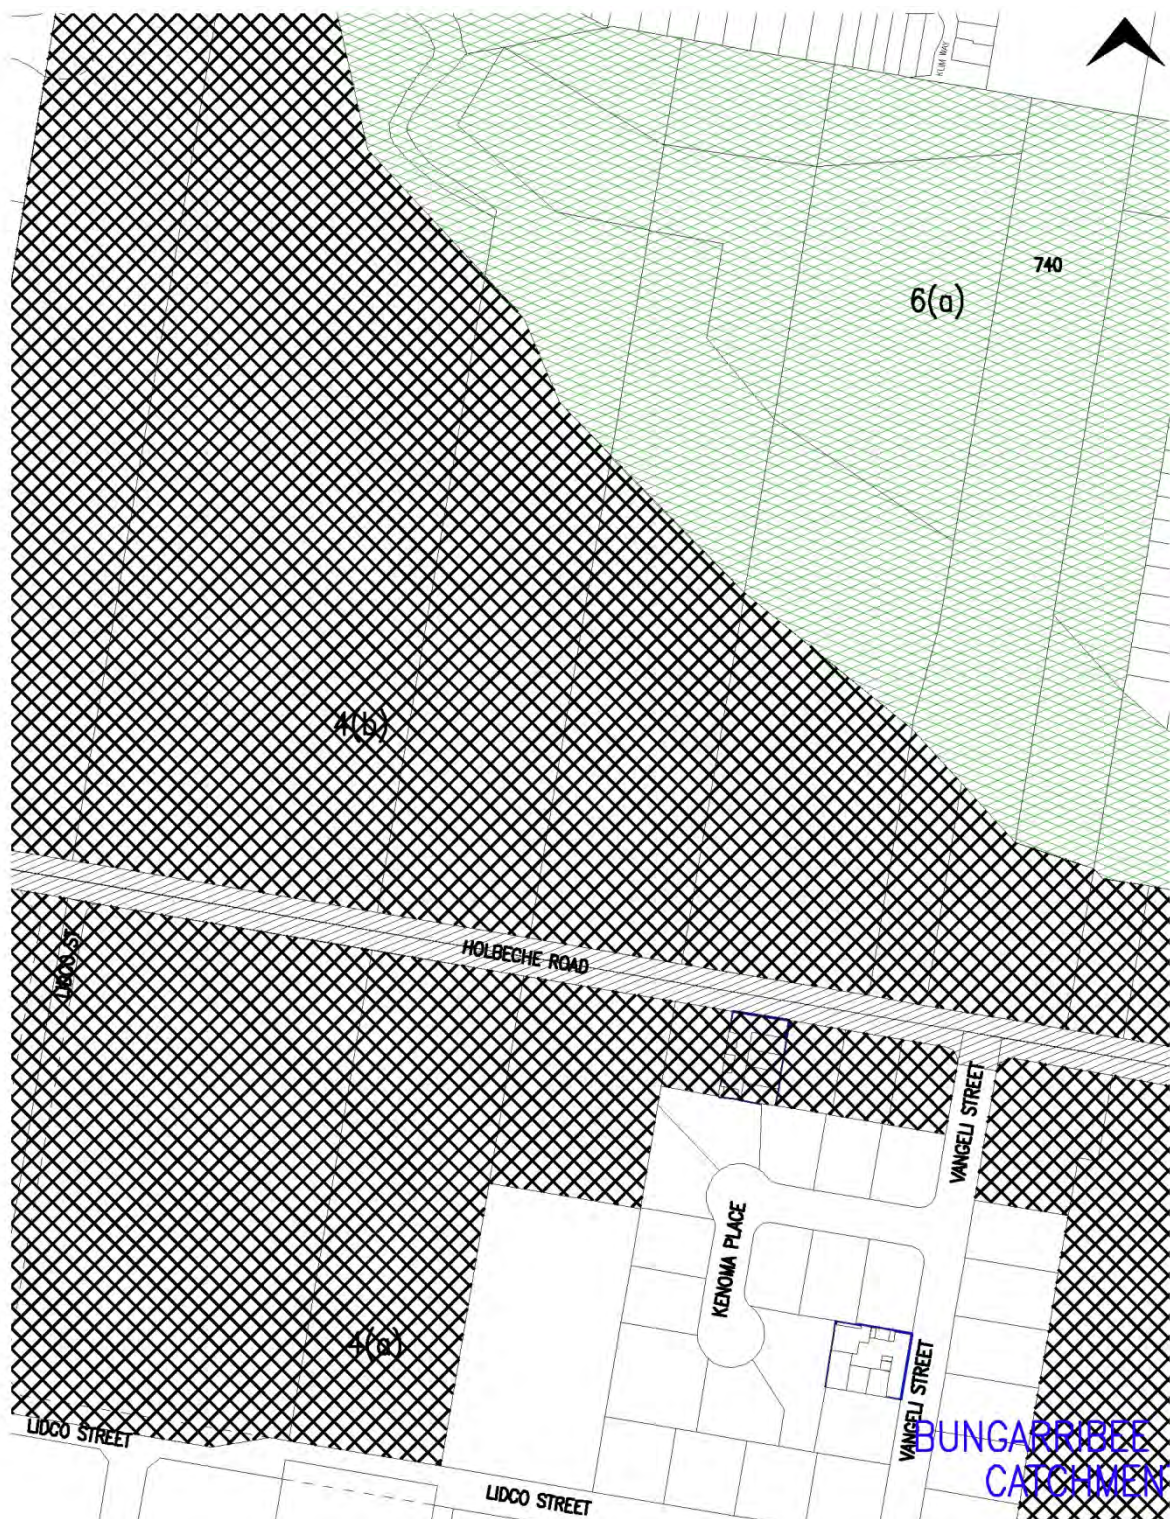 KLIM WAY
740
6(a)
4(b)
LIDCO ST
HOLBECHE ROAD
VANGELI STREET
KENOMA PLACE
4(a)
VANGELI STREET
LIDCO STREET
BUNGARRIBEE
CATCHMEN
LIDCO STREET